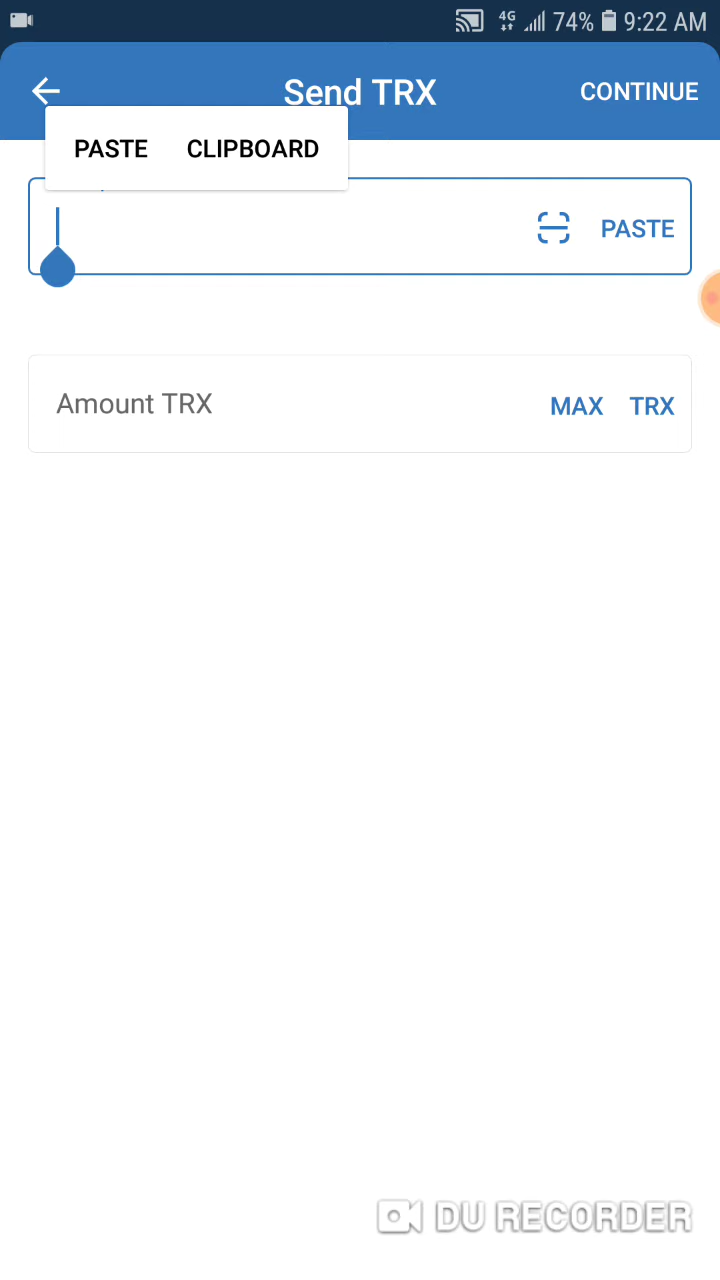 4G 74% 9:22 AM
Send TRX CONTINUE
PASTE CLIPBOARD
PASTE
Amount TRX MAX TRX
DU RECORDER